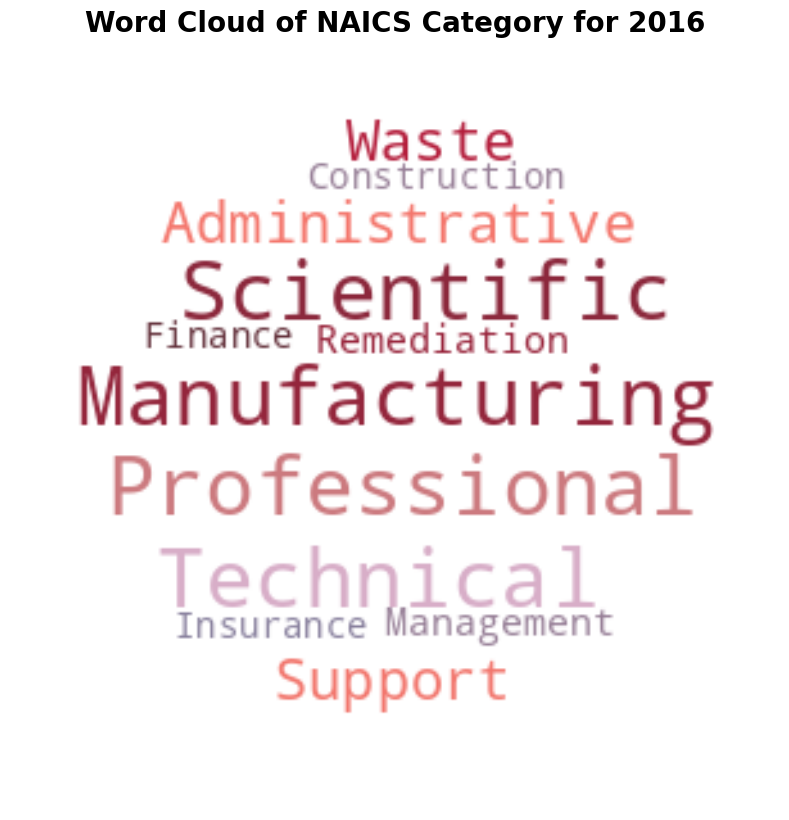 Word Cloud of NAICS Category for 2016
Waste
Construction
Administrative
Scientific
Finance Remediation
Manufacturing
Professional
Technical
Insurance Management
Support